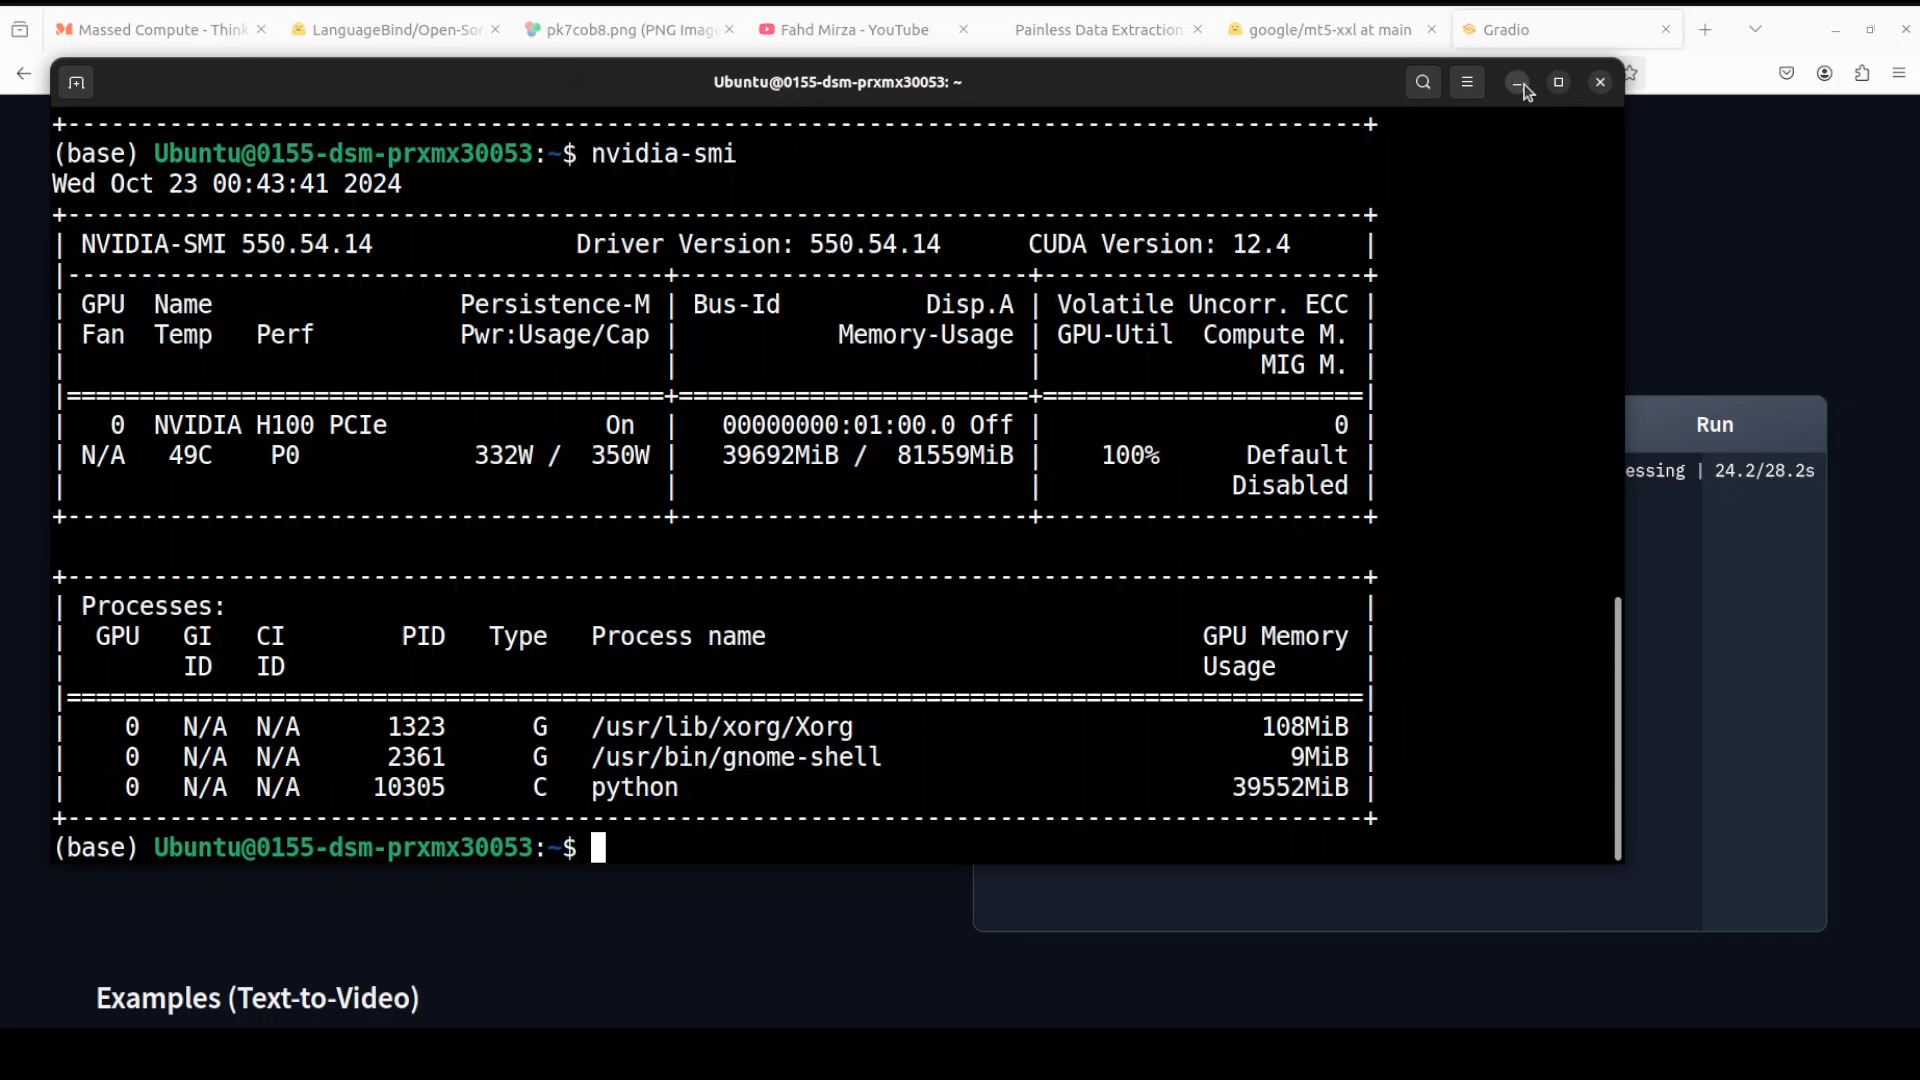 Massed Compute - Think
LanguageBind/Open-Sor
pk7cob8.png (PNG Image
Fahd Mirza - YouTube
Painless Data Extraction
google/mt5-xxl at main
Gradio
Ubuntu@0155-dsm-prxmx30053: ~
+-----------------------------------------------------------------------------------------+
(base) Ubuntu@0155-dsm-prxmx30053:~$ nvidia-smi
Wed Oct 23 00:43:41 2024
+-----------------------------------------------------------------------------------------+
| NVIDIA-SMI 550.54.14              Driver Version: 550.54.14      CUDA Version: 12.4     |
|-----------------------------------------+------------------------+----------------------+
| GPU  Name                 Persistence-M | Bus-Id          Disp.A | Volatile Uncorr. ECC |
| Fan  Temp   Perf          Pwr:Usage/Cap |           Memory-Usage | GPU-Util  Compute M. |
|                                         |                        |               MIG M. |
|=========================================+========================+======================|
|   0  NVIDIA H100 PCIe               On  |   00000000:01:00.0 Off |                    0 |
| N/A   49C    P0             332W /  350W |   39692MiB /  81559MiB |    100%      Default |
|                                         |                        |             Disabled |
+-----------------------------------------+------------------------+----------------------+
+-----------------------------------------------------------------------------------------+
| Processes:                                                                              |
|  GPU   GI   CI        PID   Type   Process name                              GPU Memory |
|        ID   ID                                                               Usage      |
|=========================================================================================|
|    0   N/A  N/A      1323      G   /usr/lib/xorg/Xorg                            108MiB |
|    0   N/A  N/A      2361      G   /usr/bin/gnome-shell                            9MiB |
|    0   N/A  N/A     10305      C   python                                      39552MiB |
+-----------------------------------------------------------------------------------------+
(base) Ubuntu@0155-dsm-prxmx30053:~$
Run
essing | 24.2/28.2s
Examples (Text-to-Video)